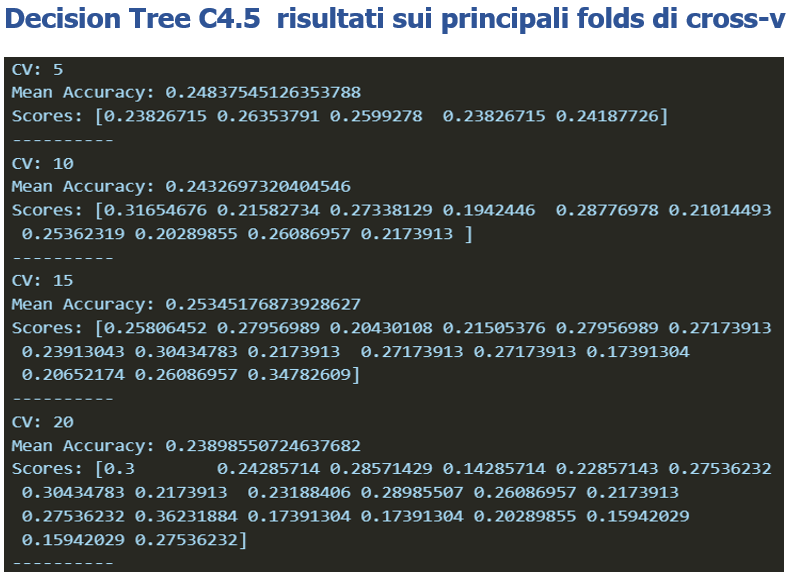 Decision Tree C4.5 risultati sui principali folds di cross-v
CV: 5
Mean Accuracy: 0.24837545126353788
Scores: [0.23826715 0.26353791 0.2599278  0.23826715 0.24187726]
----------
CV: 10
Mean Accuracy: 0.2432697320404546
Scores: [0.31654676 0.21582734 0.27338129 0.1942446  0.28776978 0.21014493
0.25362319 0.20289855 0.26086957 0.2173913 ]
----------
CV: 15
Mean Accuracy: 0.25345176873928627
Scores: [0.25806452 0.27956989 0.20430108 0.21505376 0.27956989 0.27173913
0.23913043 0.30434783 0.2173913  0.27173913 0.27173913 0.17391304
0.20652174 0.26086957 0.34782609]
----------
CV: 20
Mean Accuracy: 0.23898550724637682
Scores: [0.3        0.24285714 0.28571429 0.14285714 0.22857143 0.27536232
0.30434783 0.2173913  0.23188406 0.28985507 0.26086957 0.2173913
0.27536232 0.36231884 0.17391304 0.17391304 0.20289855 0.15942029
0.15942029 0.27536232]
----------